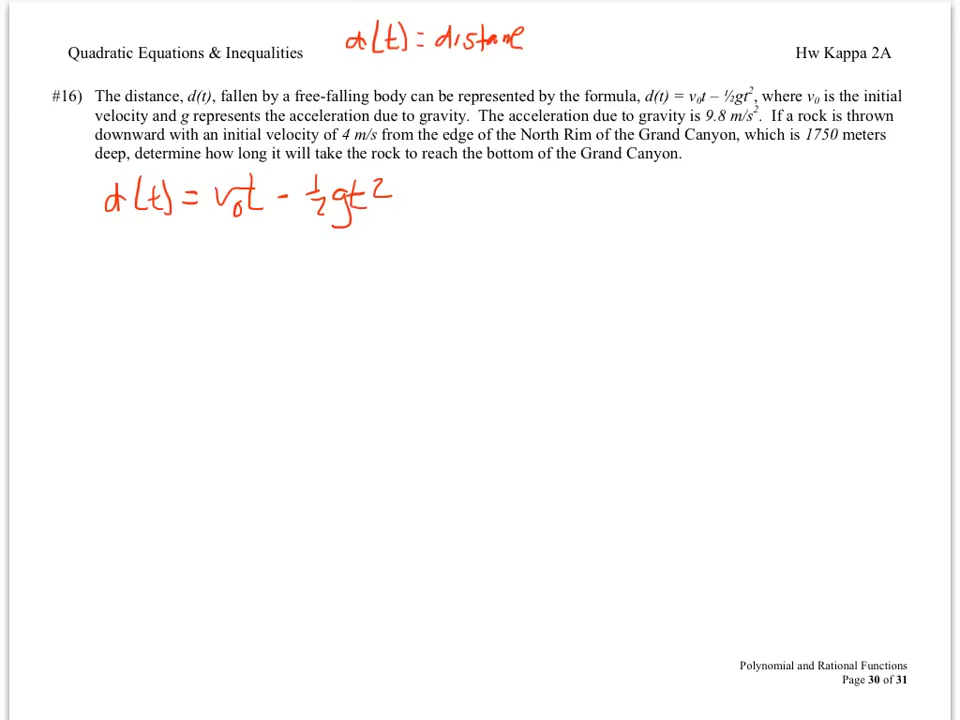 d(t) = distane
Quadratic Equations & Inequalities
Hw Kappa 2A
#16) The distance, d(t), fallen by a free-falling body can be represented by the formula, d(t) = v₀t – ½gt², where v₀ is the initial
velocity and g represents the acceleration due to gravity. The acceleration due to gravity is 9.8 m/s². If a rock is thrown
downward with an initial velocity of 4 m/s from the edge of the North Rim of the Grand Canyon, which is 1750 meters
deep, determine how long it will take the rock to reach the bottom of the Grand Canyon.
d(t) = v₀t - ½gt²
Polynomial and Rational Functions
Page 30 of 31